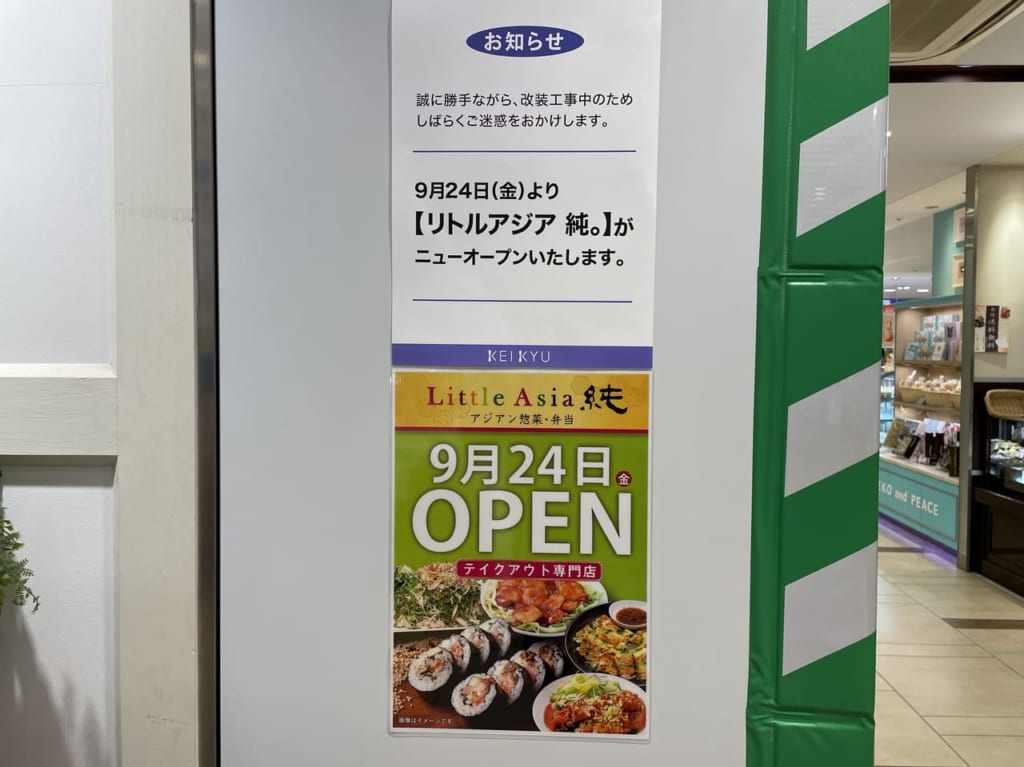 お知らせ
誠に勝手ながら、改装工事中のため
しばらくご迷惑をおかけします。
9月24日(金)より
【リトルアジア 純。】が
ニューオープンいたします。
KEIKYU
Little Asia 純
アジアン惣菜・弁当
9月24日㊎
OPEN
テイクアウト専門店
画像はイメージです。
EKO and PEACE